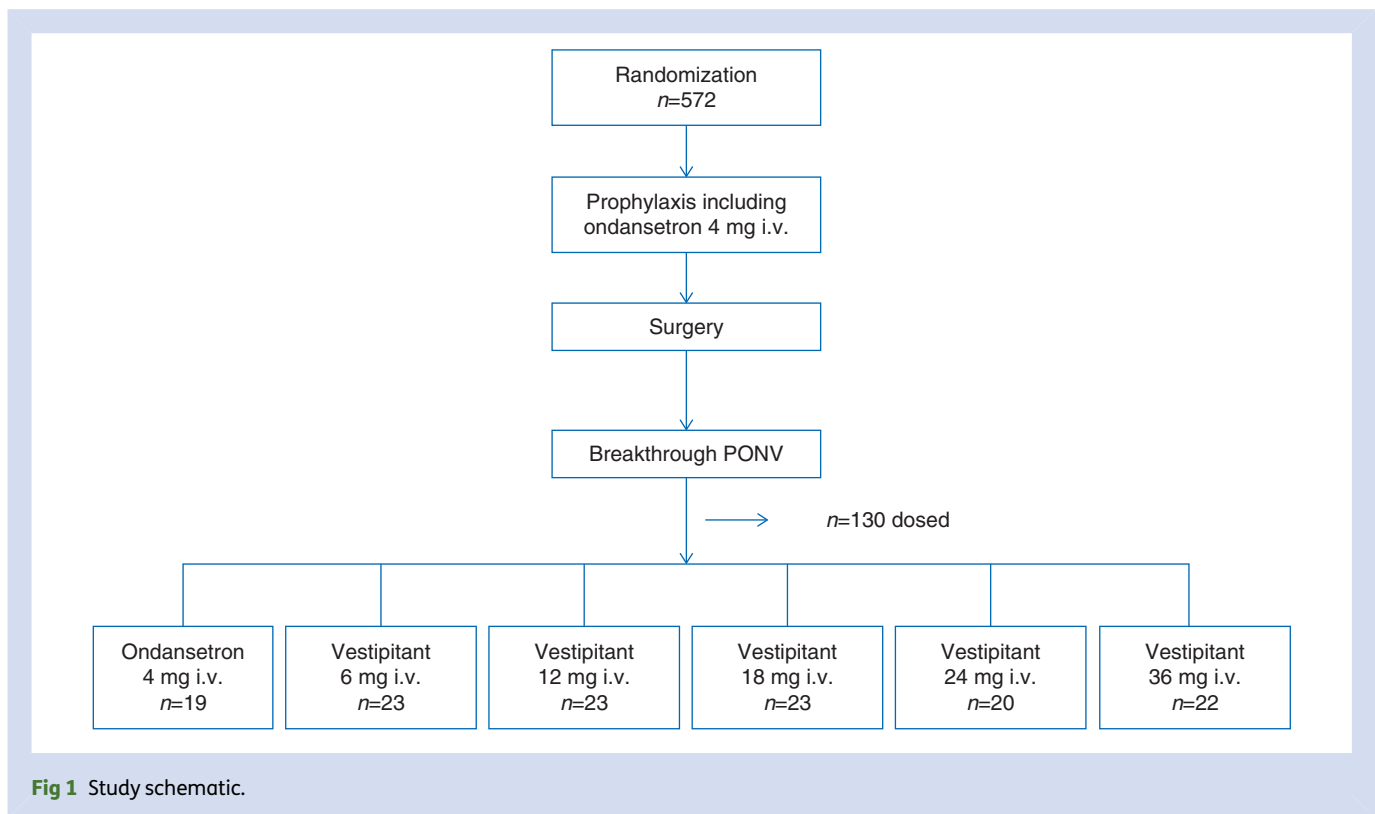 Randomization
n=572
Prophylaxis including
ondansetron 4 mg i.v.
Surgery
Breakthrough PONV
n=130 dosed
Ondansetron
4 mg i.v.
n=19
Vestipitant
6 mg i.v.
n=23
Vestipitant
12 mg i.v.
n=23
Vestipitant
18 mg i.v.
n=23
Vestipitant
24 mg i.v.
n=20
Vestipitant
36 mg i.v.
n=22
Fig 1 Study schematic.